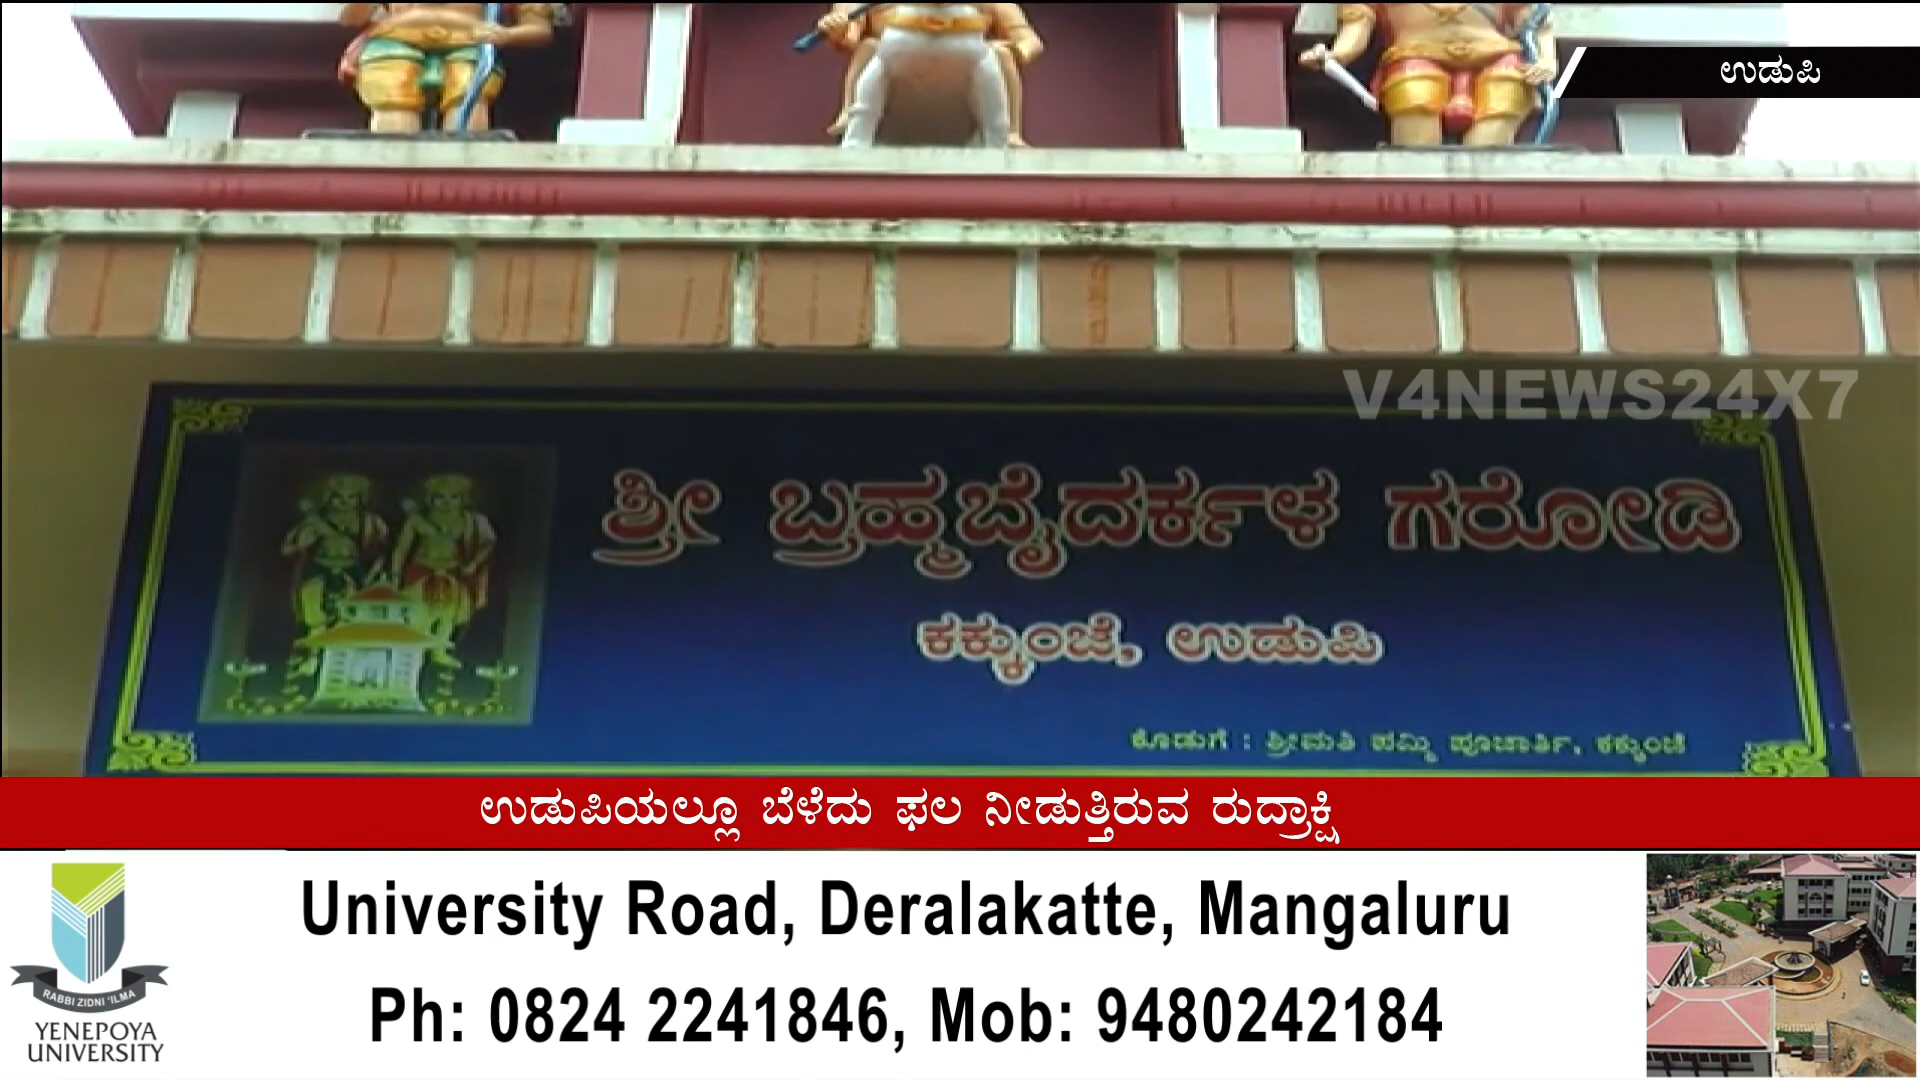 ಉಡುಪಿ
V4NEWS24X7
ಶ್ರೀ ಬ್ರಹ್ಮಬೈದರ್ಕಳ ಗರೋಡಿ
ಕಕ್ಕುಂಜೆ, ಉಡುಪಿ
ಕೊಡುಗೆ : ಶ್ರೀಮತಿ ಪಮ್ಮಿ ಪೂಜಾರ್ತಿ, ಕಕ್ಕುಂಜೆ
ಉಡುಪಿಯಲ್ಲೂ ಬೆಳೆದು ಫಲ ನೀಡುತ್ತಿರುವ ರುದ್ರಾಕ್ಷಿ
University Road, Deralakatte, Mangaluru
Ph: 0824 2241846, Mob: 9480242184
RABBI ZIDNI 'ILMA
YENEPOYA
UNIVERSITY